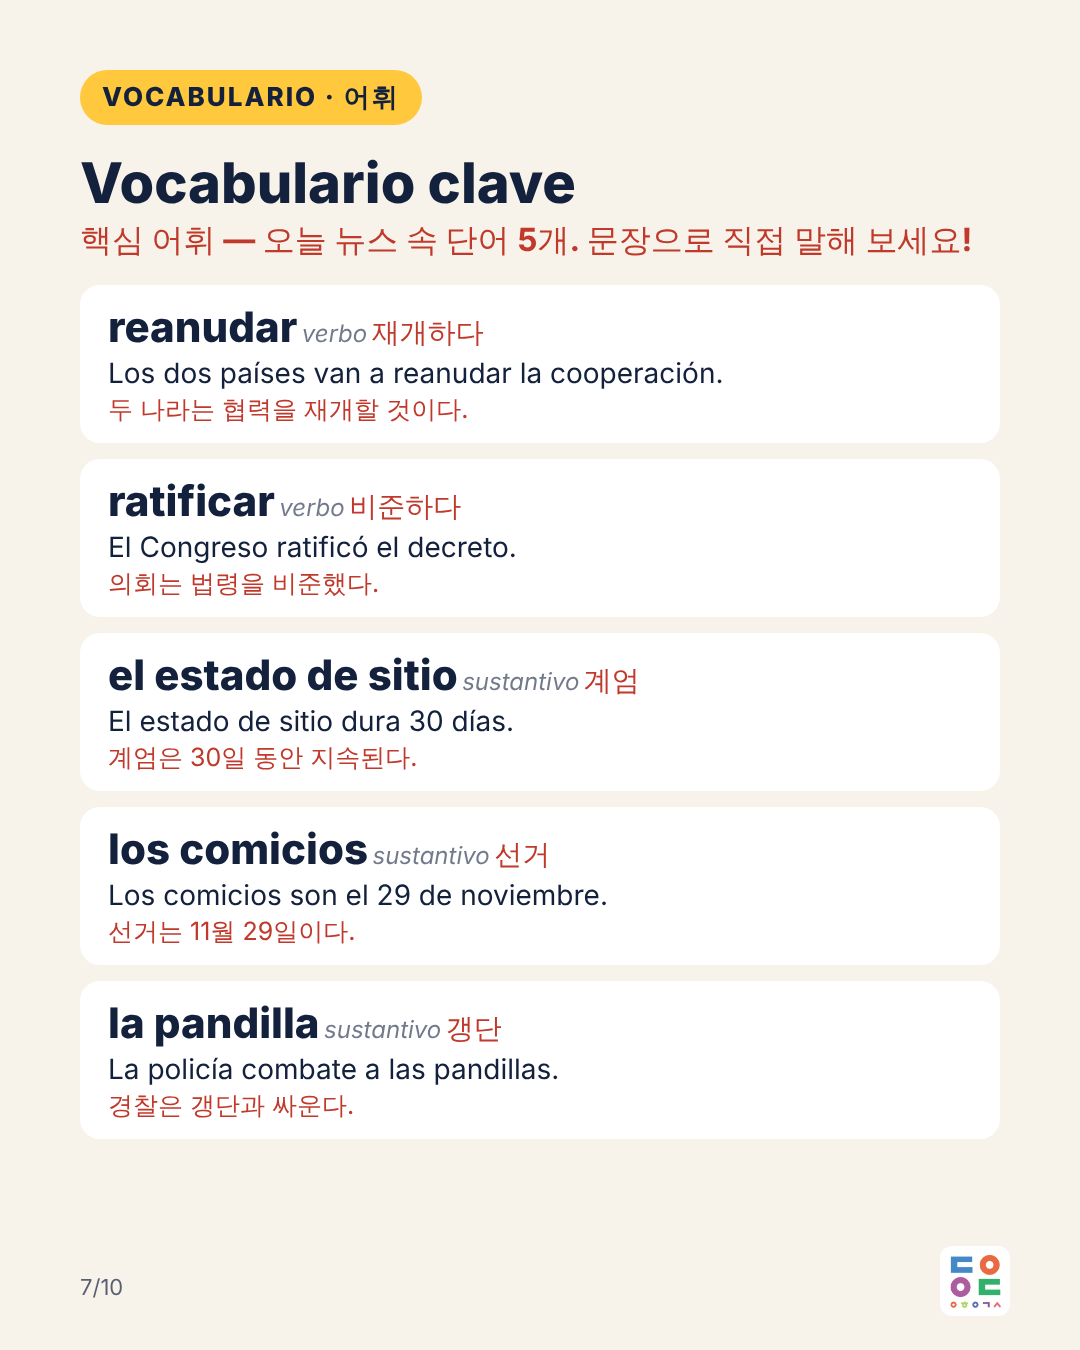 VOCABULARIO · 어휘
Vocabulario clave
핵심 어휘 — 오늘 뉴스 속 단어 5개. 문장으로 직접 말해 보세요!
reanudar verbo 재개하다
Los dos países van a reanudar la cooperación.
두 나라는 협력을 재개할 것이다.
ratificar verbo 비준하다
El Congreso ratificó el decreto.
의회는 법령을 비준했다.
el estado de sitio sustantivo 계엄
El estado de sitio dura 30 días.
계엄은 30일 동안 지속된다.
los comicios sustantivo 선거
Los comicios son el 29 de noviembre.
선거는 11월 29일이다.
la pandilla sustantivo 갱단
La policía combate a las pandillas.
경찰은 갱단과 싸운다.
7/10